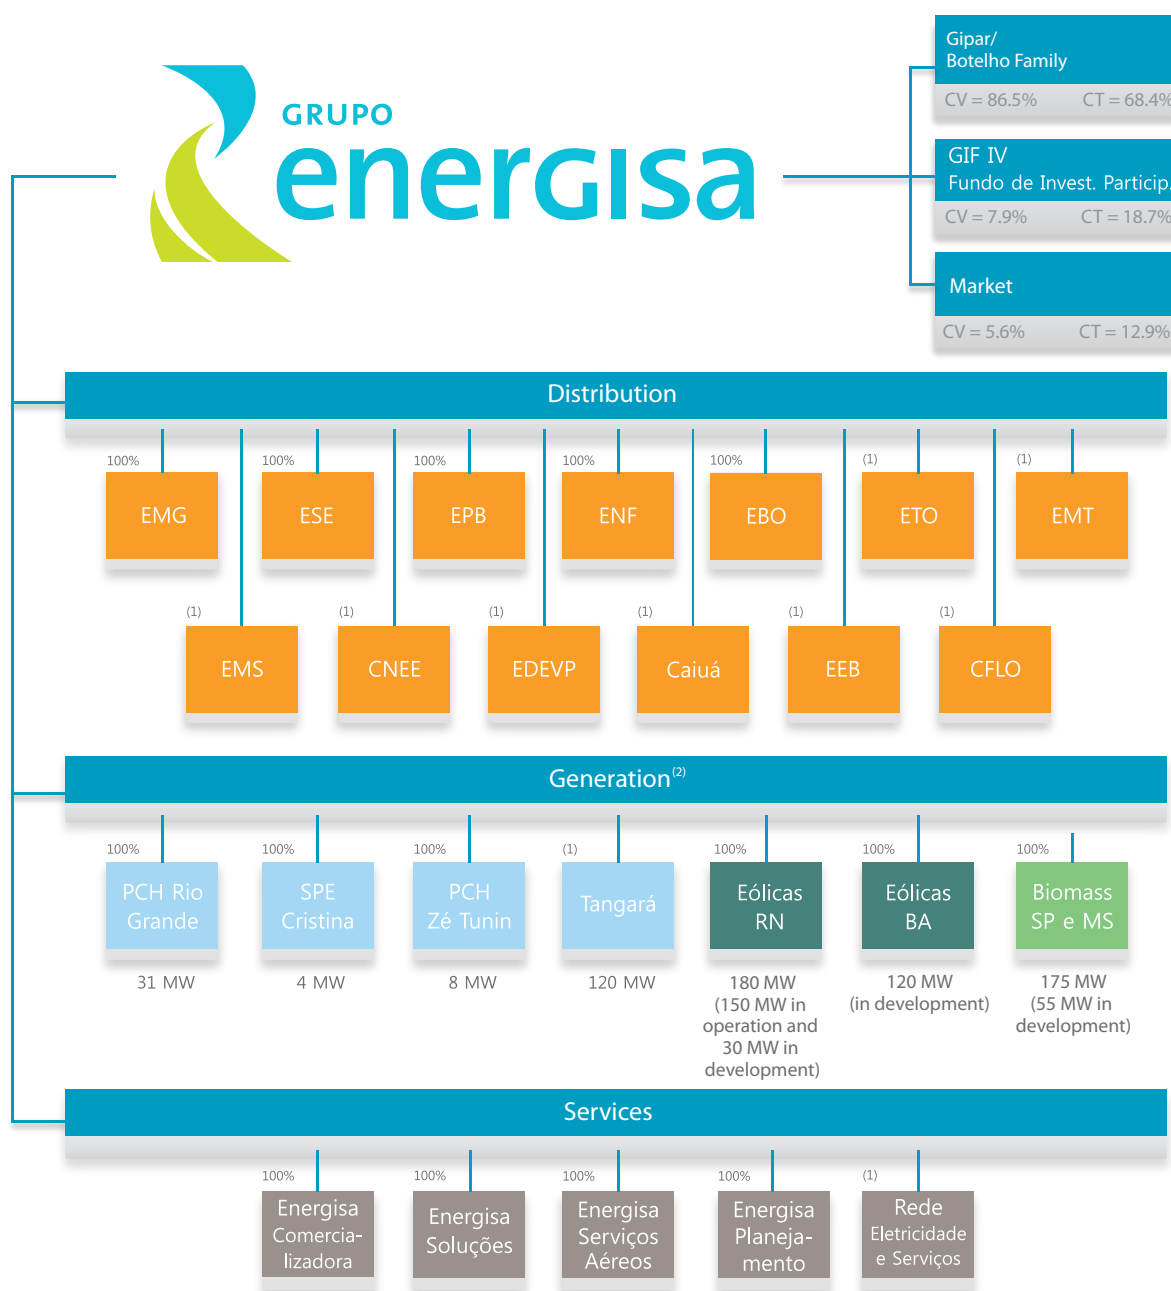 Gipar/
Botelho Family
CV = 86.5% CT = 68.4%
GRUPO
energisa
GIF IV
Fundo de Invest. Particip.
CV = 7.9% CT = 18.7%
Market
CV = 5.6% CT = 12.9%
Distribution
100% 100% 100% 100% 100% (1) (1)
EMG ESE EPB ENF EBO ETO EMT
(1) (1) (1) (1) (1) (1)
EMS CNEE EDEVP Caiuá EEB CFLO
Generation(2)
100% 100% 100% (1) 100% 100% 100%
PCH Rio
Grande
SPE
Cristina
PCH
Zé Tunin
Tangará
Eólicas
RN
Eólicas
BA
Biomass
SP e MS
31 MW
4 MW
8 MW
120 MW
180 MW
(150 MW in
operation and
30 MW in
development)
120 MW
(in development)
175 MW
(55 MW in
development)
Services
100% 100% 100% 100% (1)
Energisa
Comercia-
lizadora
Energisa
Soluções
Energisa
Serviços
Aéreos
Energisa
Planeja-
mento
Rede
Eletricidade
e Serviços